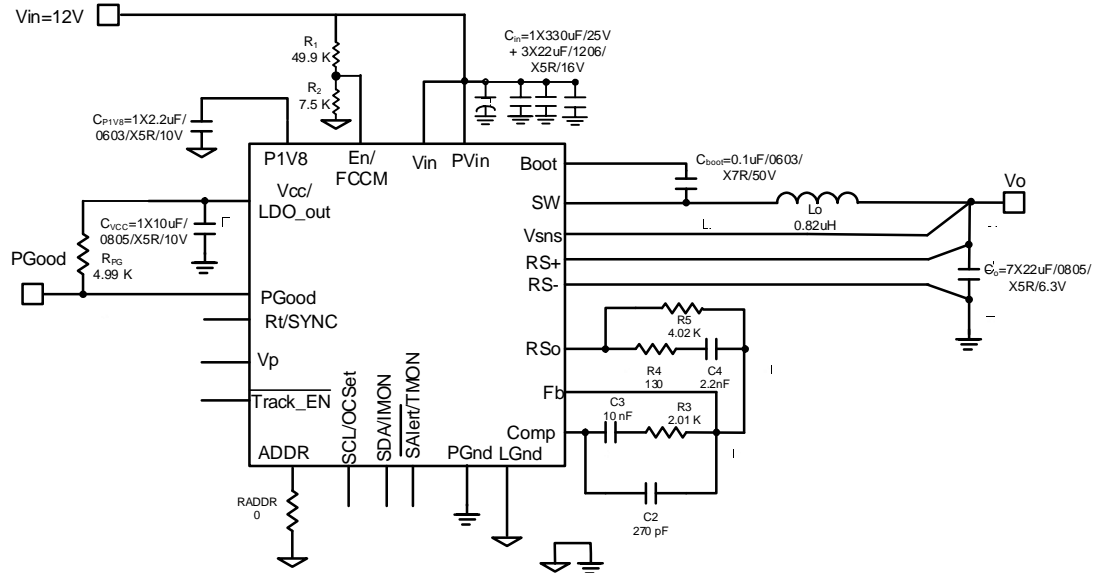 Vin=12V
R1
49.9 K
R2
7.5 K
Cin=1X330uF/25V
+ 3X22uF/1206/
X5R/16V
CP1V8=1X2.2uF/
0603/X5R/10V
P1V8
En/
FCCM
Vin
PVin
Boot
Cboot=0.1uF/0603/
X7R/50V
Vcc/
LDO_out
SW
Vo
Lo
0.82uH
CVCC=1X10uF/
0805/X5R/10V
Vsns
PGood
RPG
4.99 K
RS+
RS-
Co=7X22uF/0805/
X5R/6.3V
PGood
Rt/SYNC
R5
4.02 K
RSo
Vp
R4
130
C4
2.2nF
Track_EN
Fb
C3
10 nF
R3
2.01 K
Comp
SCL/OCSet
SDA/IMON
SAlert/TMON
ADDR
PGnd
LGnd
RADDR
0
C2
270 pF